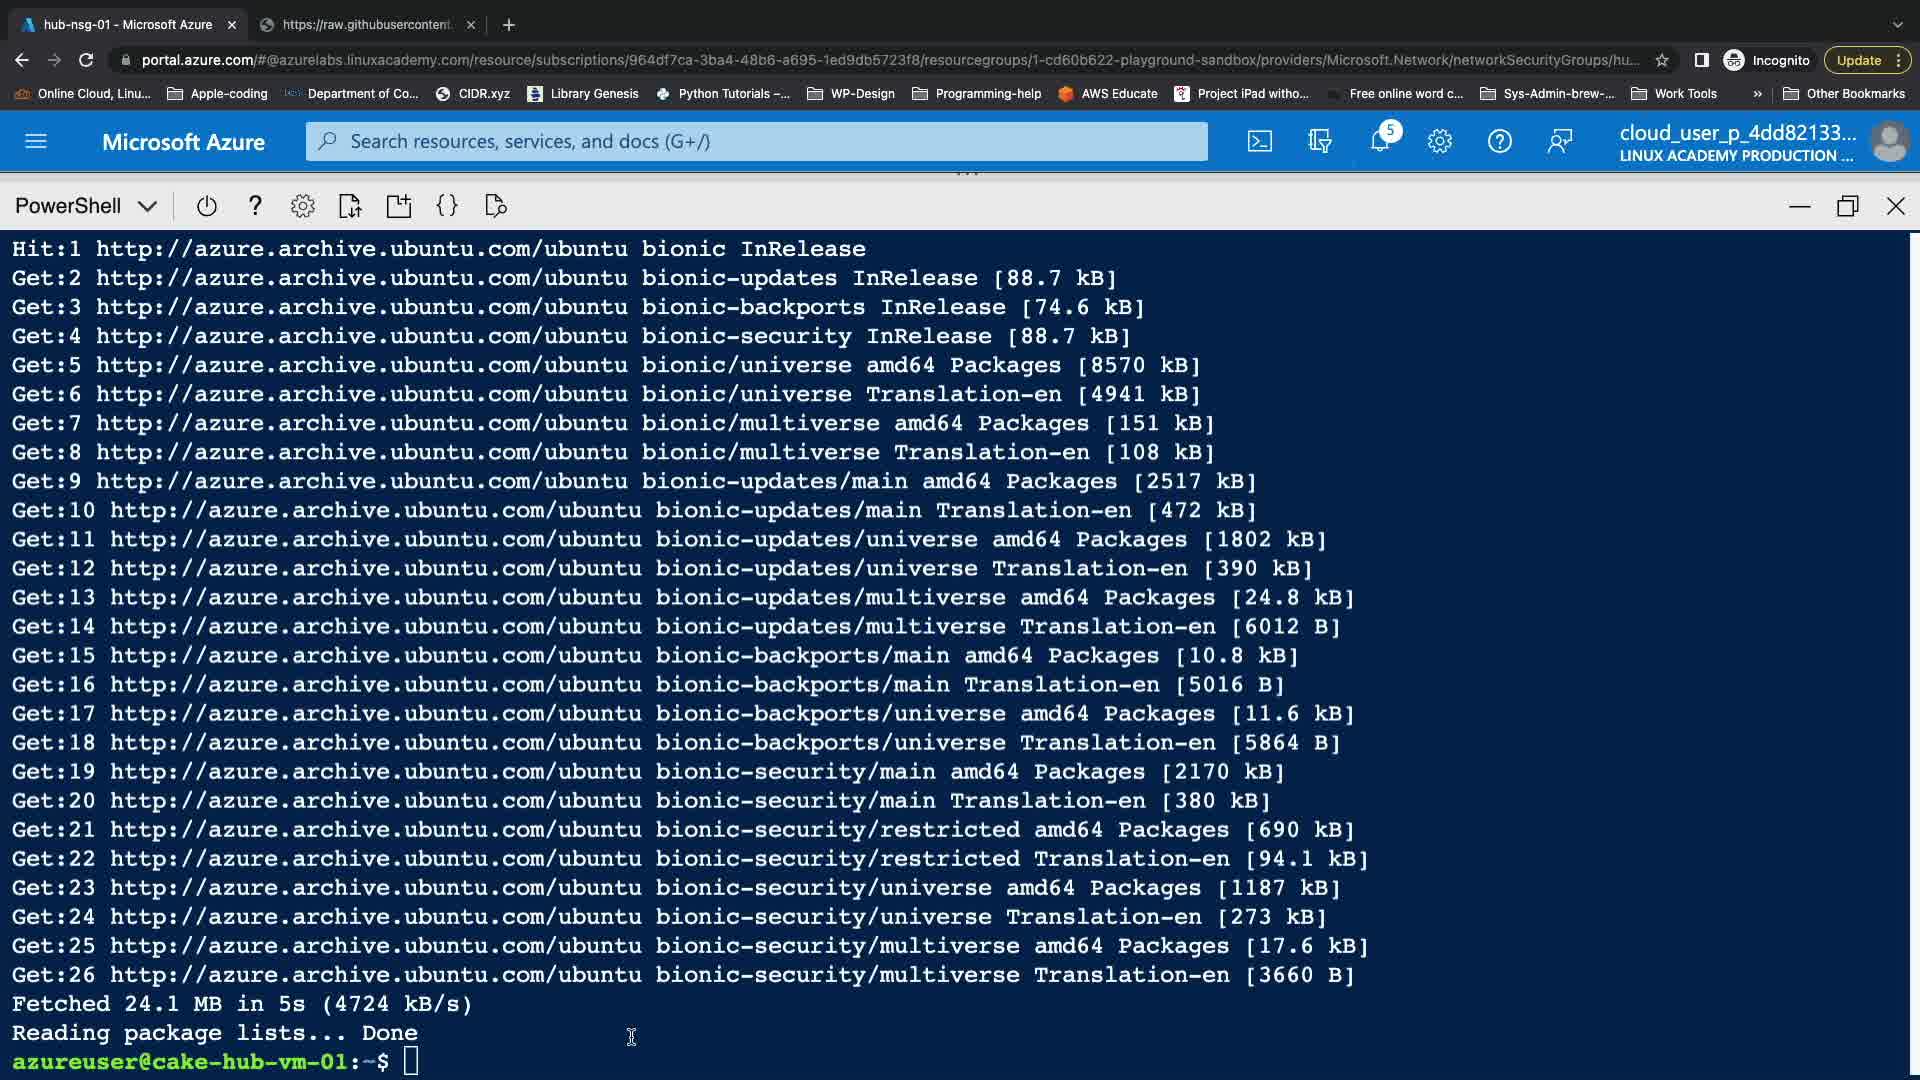 hub-nsg-01 - Microsoft Azure
https://raw.githubusercontent.
portal.azure.com/#@azurelabs.linuxacademy.com/resource/subscriptions/964df7ca-3ba4-48b6-a695-1ed9db5723f8/resourcegroups/1-cd60b622-playground-sandbox/providers/Microsoft.Network/networkSecurityGroups/hu...
Incognito
Update
Online Cloud, Linu...
Apple-coding
Department of Co...
CIDR.xyz
Library Genesis
Python Tutorials –...
WP-Design
Programming-help
AWS Educate
Project iPad witho...
Free online word c...
Sys-Admin-brew-...
Work Tools
»
Other Bookmarks
Microsoft Azure
Search resources, services, and docs (G+/)
5
cloud_user_p_4dd82133...
LINUX ACADEMY PRODUCTION ...
PowerShell
Hit:1 http://azure.archive.ubuntu.com/ubuntu bionic InRelease
Get:2 http://azure.archive.ubuntu.com/ubuntu bionic-updates InRelease [88.7 kB]
Get:3 http://azure.archive.ubuntu.com/ubuntu bionic-backports InRelease [74.6 kB]
Get:4 http://azure.archive.ubuntu.com/ubuntu bionic-security InRelease [88.7 kB]
Get:5 http://azure.archive.ubuntu.com/ubuntu bionic/universe amd64 Packages [8570 kB]
Get:6 http://azure.archive.ubuntu.com/ubuntu bionic/universe Translation-en [4941 kB]
Get:7 http://azure.archive.ubuntu.com/ubuntu bionic/multiverse amd64 Packages [151 kB]
Get:8 http://azure.archive.ubuntu.com/ubuntu bionic/multiverse Translation-en [108 kB]
Get:9 http://azure.archive.ubuntu.com/ubuntu bionic-updates/main amd64 Packages [2517 kB]
Get:10 http://azure.archive.ubuntu.com/ubuntu bionic-updates/main Translation-en [472 kB]
Get:11 http://azure.archive.ubuntu.com/ubuntu bionic-updates/universe amd64 Packages [1802 kB]
Get:12 http://azure.archive.ubuntu.com/ubuntu bionic-updates/universe Translation-en [390 kB]
Get:13 http://azure.archive.ubuntu.com/ubuntu bionic-updates/multiverse amd64 Packages [24.8 kB]
Get:14 http://azure.archive.ubuntu.com/ubuntu bionic-updates/multiverse Translation-en [6012 B]
Get:15 http://azure.archive.ubuntu.com/ubuntu bionic-backports/main amd64 Packages [10.8 kB]
Get:16 http://azure.archive.ubuntu.com/ubuntu bionic-backports/main Translation-en [5016 B]
Get:17 http://azure.archive.ubuntu.com/ubuntu bionic-backports/universe amd64 Packages [11.6 kB]
Get:18 http://azure.archive.ubuntu.com/ubuntu bionic-backports/universe Translation-en [5864 B]
Get:19 http://azure.archive.ubuntu.com/ubuntu bionic-security/main amd64 Packages [2170 kB]
Get:20 http://azure.archive.ubuntu.com/ubuntu bionic-security/main Translation-en [380 kB]
Get:21 http://azure.archive.ubuntu.com/ubuntu bionic-security/restricted amd64 Packages [690 kB]
Get:22 http://azure.archive.ubuntu.com/ubuntu bionic-security/restricted Translation-en [94.1 kB]
Get:23 http://azure.archive.ubuntu.com/ubuntu bionic-security/universe amd64 Packages [1187 kB]
Get:24 http://azure.archive.ubuntu.com/ubuntu bionic-security/universe Translation-en [273 kB]
Get:25 http://azure.archive.ubuntu.com/ubuntu bionic-security/multiverse amd64 Packages [17.6 kB]
Get:26 http://azure.archive.ubuntu.com/ubuntu bionic-security/multiverse Translation-en [3660 B]
Fetched 24.1 MB in 5s (4724 kB/s)
Reading package lists... Done
azureuser@cake-hub-vm-01:~$